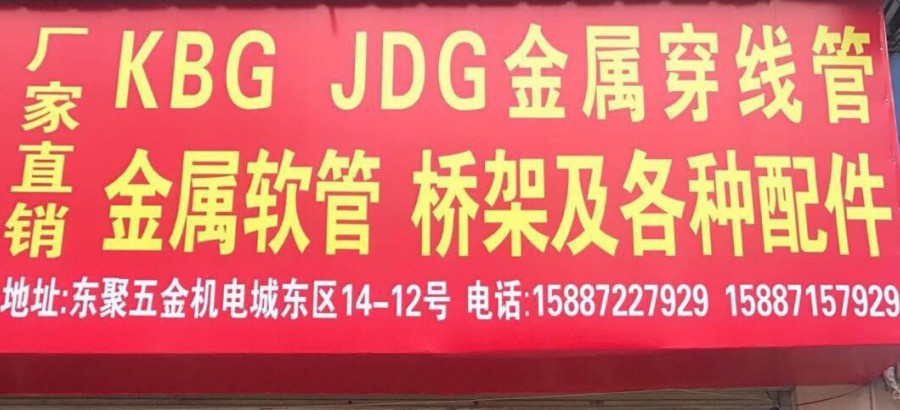 厂家直销
KBG JDG金属穿线管
金属软管 桥架及各种配件
地址:东聚五金机电城东区14-12号 电话:15887227929 15887157929